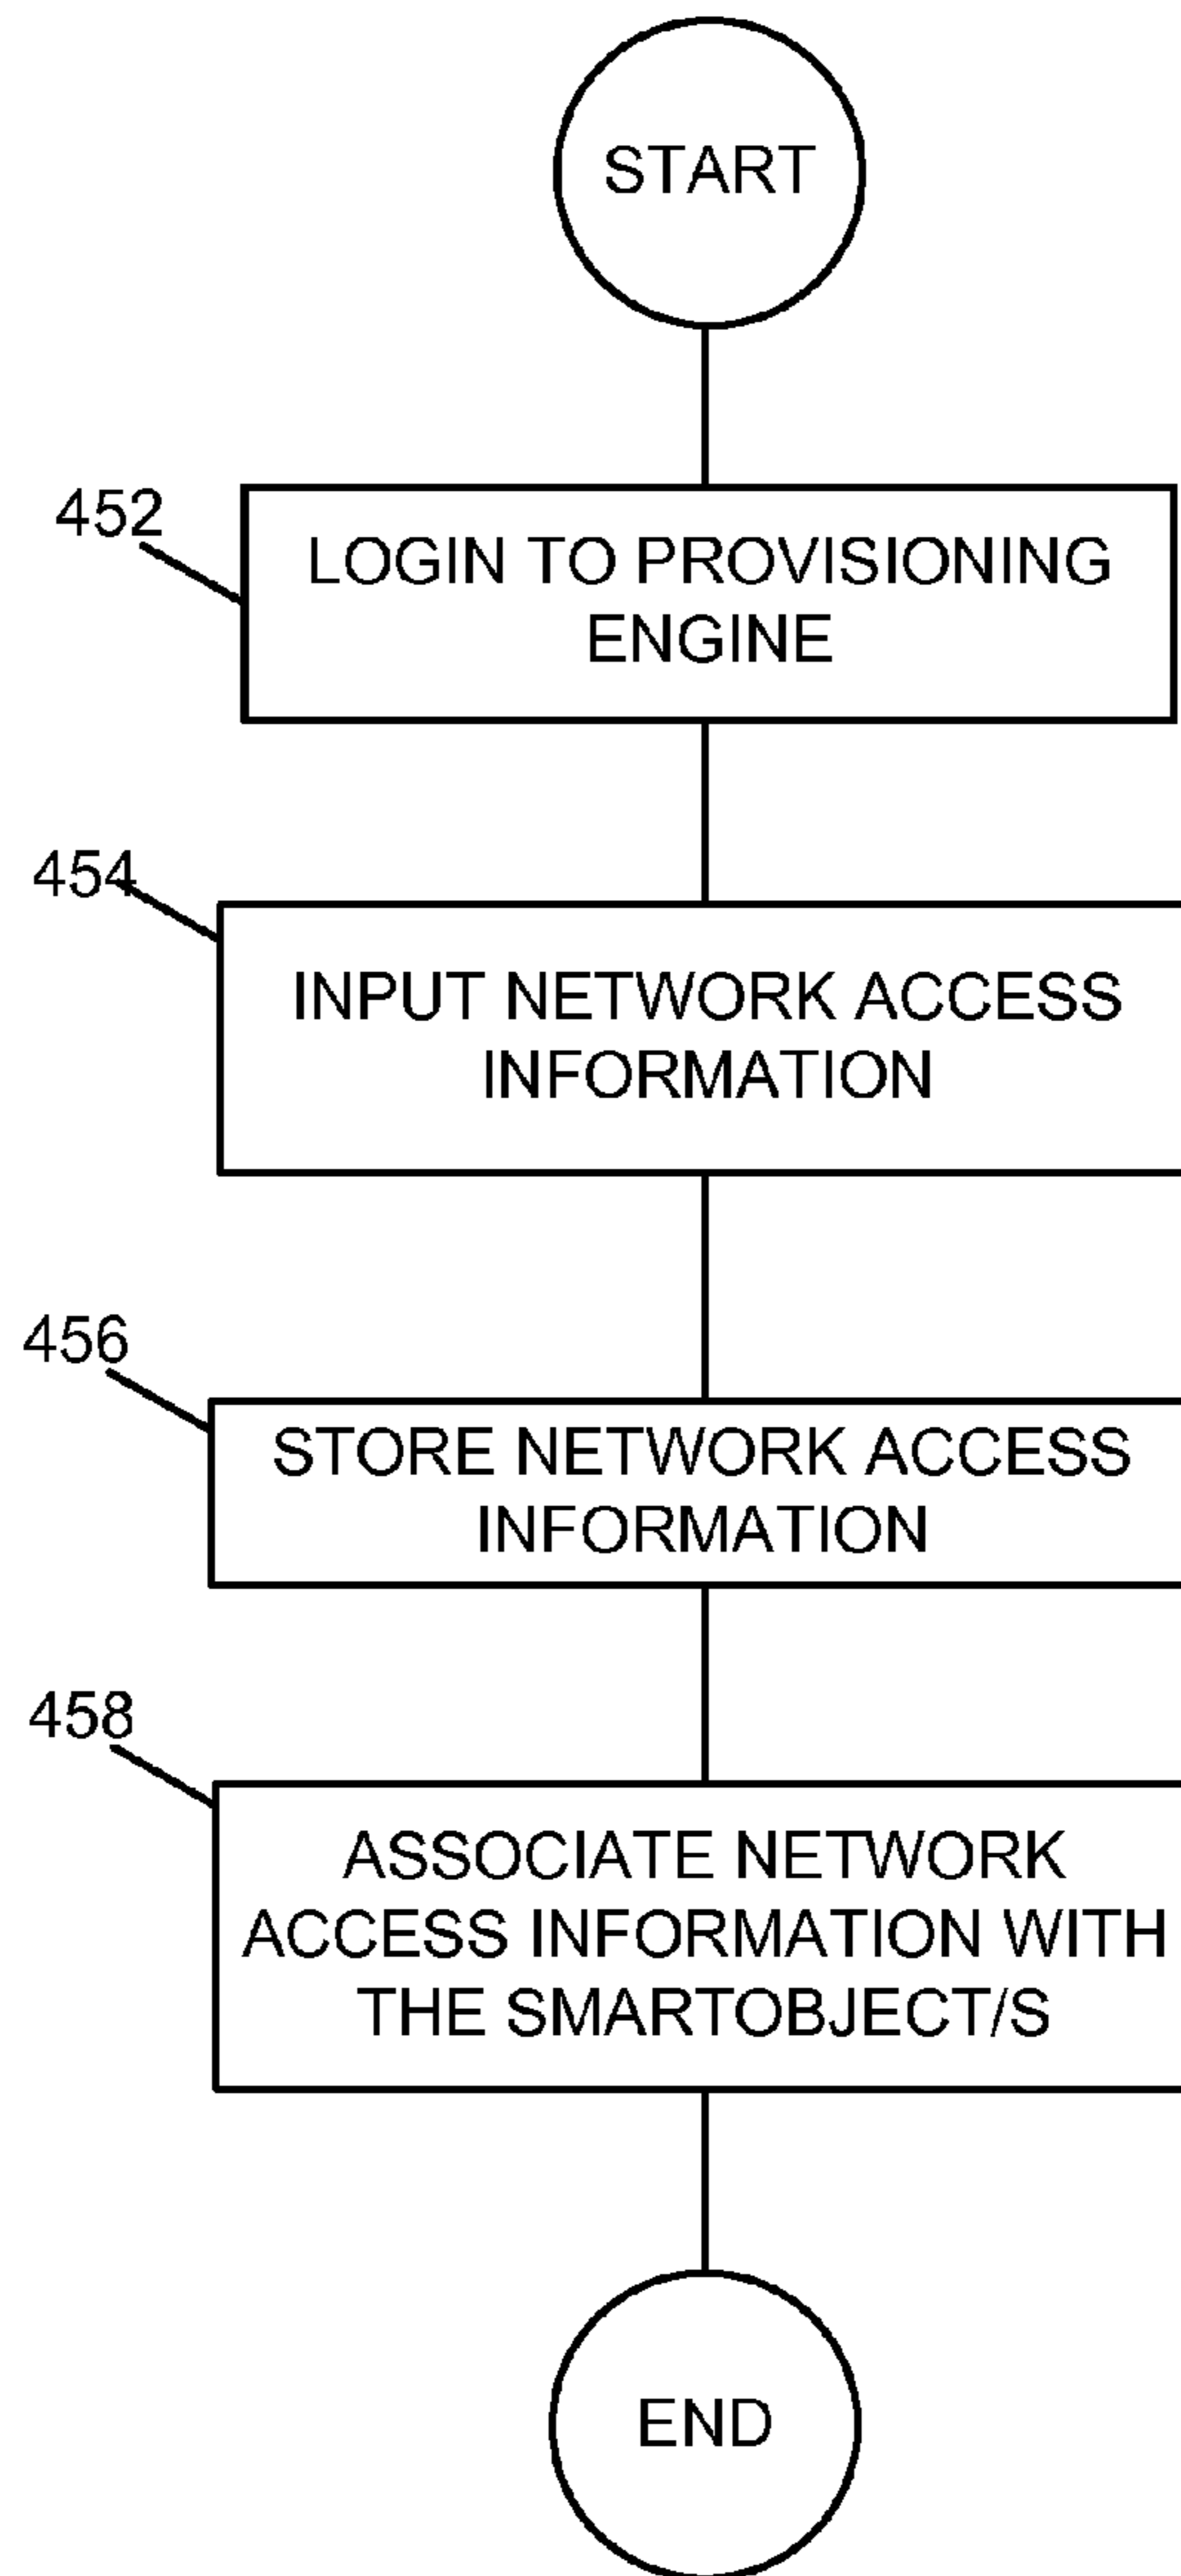 START
452
LOGIN TO PROVISIONING
ENGINE
454
INPUT NETWORK ACCESS
INFORMATION
456
STORE NETWORK ACCESS
INFORMATION
458
ASSOCIATE NETWORK
ACCESS INFORMATION WITH
THE SMARTOBJECT/S
END